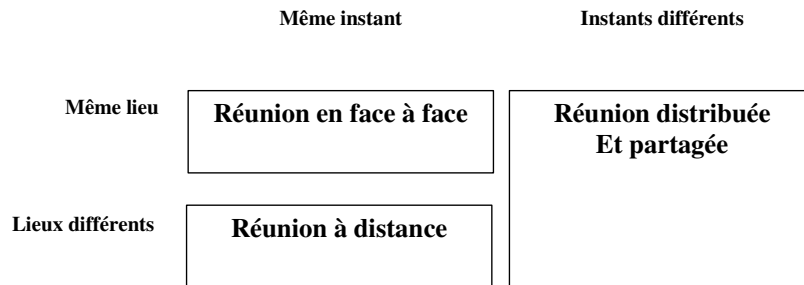 Même instant
Instants différents
Même lieu
Réunion en face à face
Réunion distribuée
Et partagée
Lieux différents
Réunion à distance